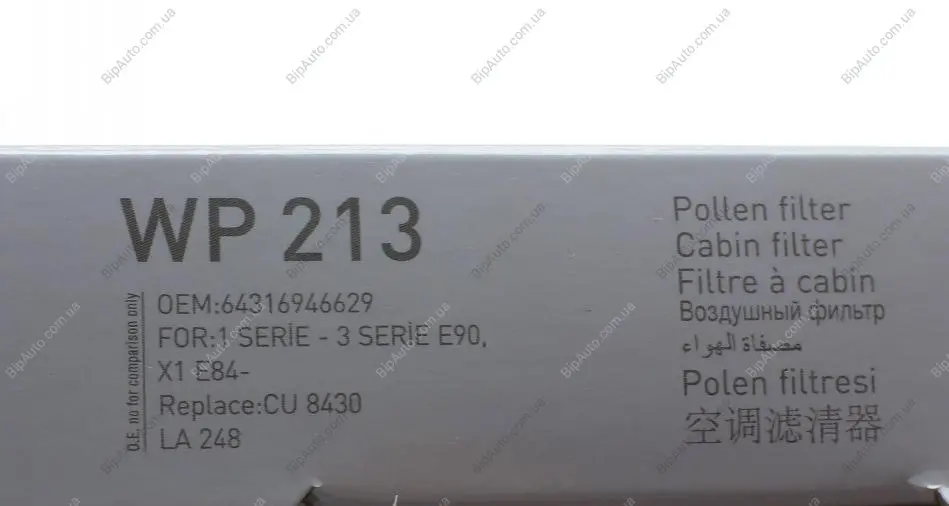 BipAuto.com.ua
WP 213
O.E. no for comparison only
OEM:64316946629
FOR:1 SERİE - 3 SERİE E90,
X1 E84-
Replace:CU 8430
LA 248
Pollen filter
Cabin filter
Filtre à cabin
Воздушный фильтр
مصفاة الهواء
Polen filtresi
空调滤清器